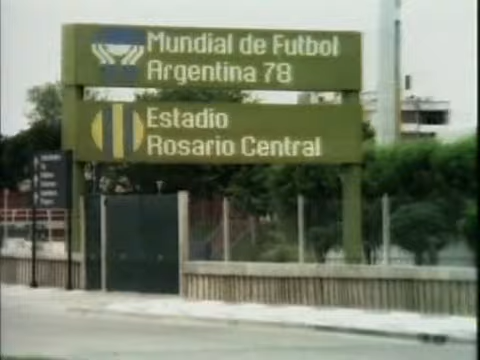 Mundial de Futbol
Argentina 78
Estadio
Rosario Central